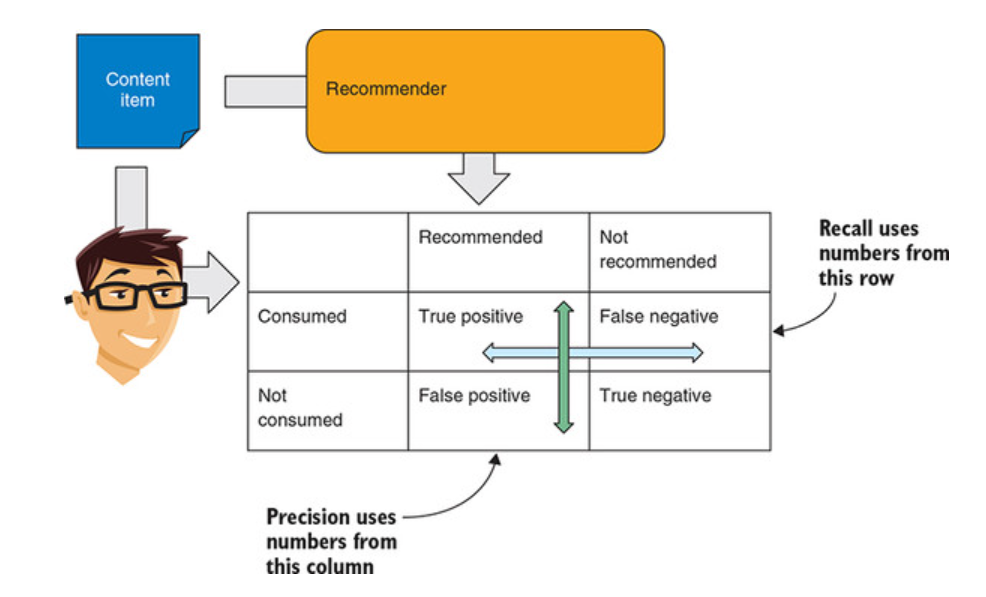 Content
item
Recommender
Recommended
Not
recommended
Consumed
True positive
False negative
Not
consumed
False positive
True negative
Recall uses
numbers from
this row
Precision uses
numbers from
this column